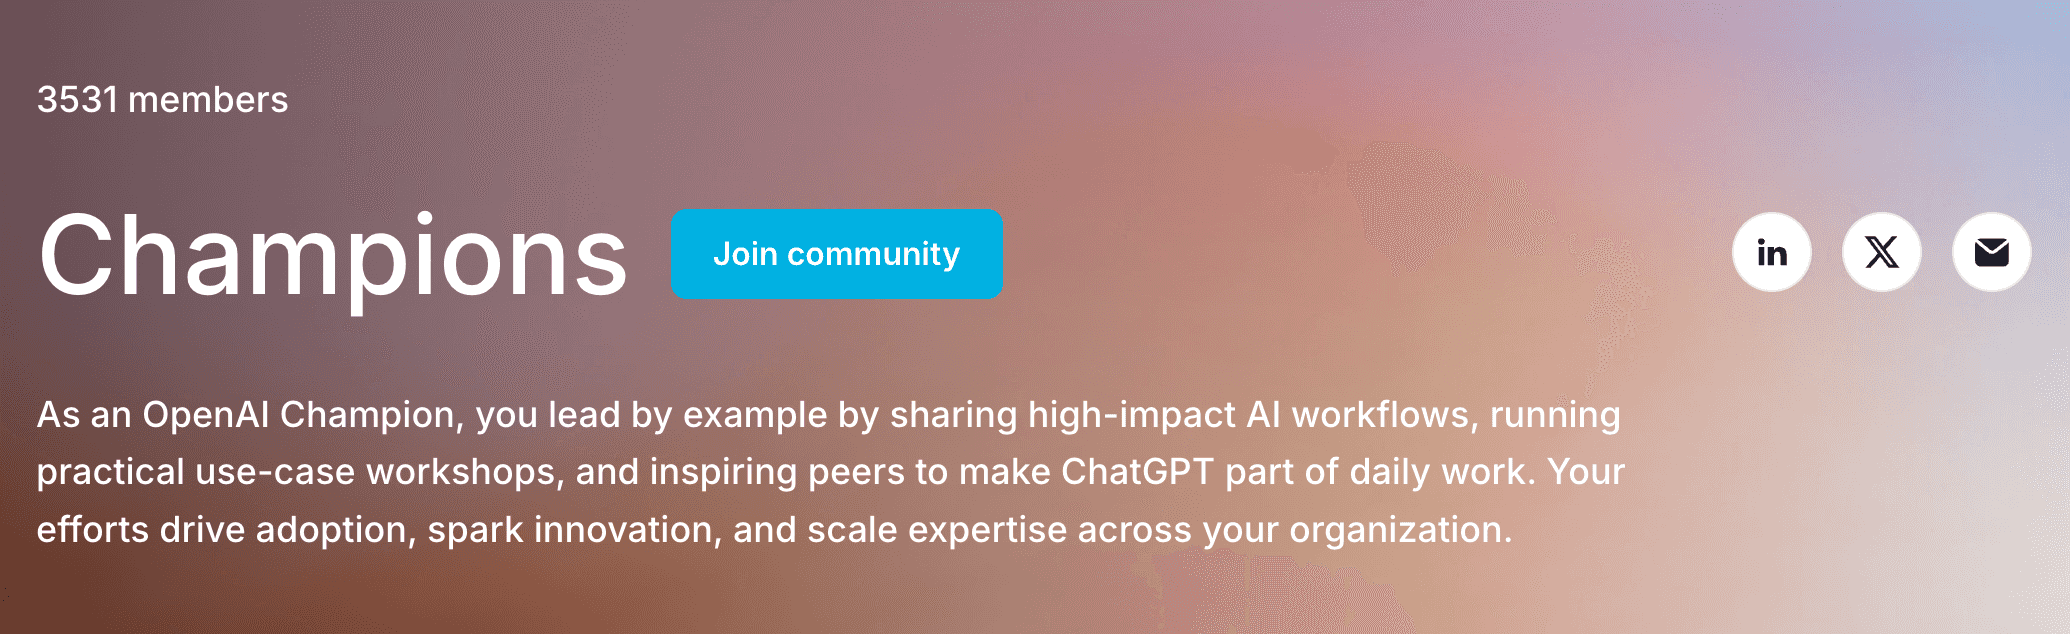 3531 members
Champions
Join community
in
X
As an OpenAI Champion, you lead by example by sharing high-impact AI workflows, running
practical use-case workshops, and inspiring peers to make ChatGPT part of daily work. Your
efforts drive adoption, spark innovation, and scale expertise across your organization.